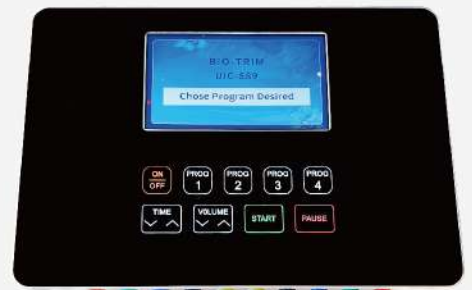 BIO-TRIM
UIC-569
Chose Program Desired
ON OFF
PROG 1
PROG 2
PROG 3
PROG 4
TIME
VOLUME
START
PAUSE